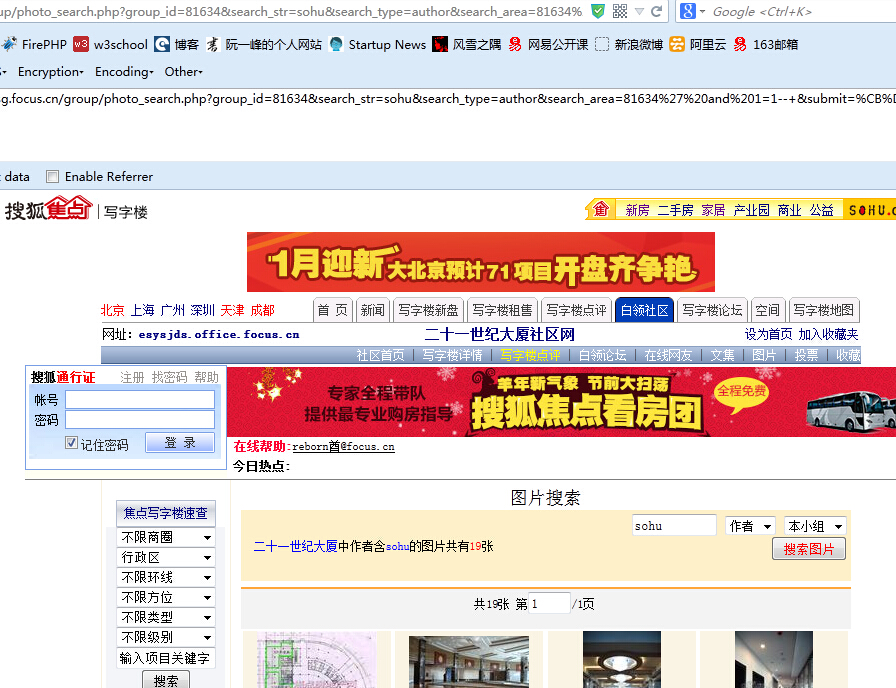 up/photo_search.php?group_id=81634&search_str=sohu&search_type=author&search_area=81634%
Google <Ctrl+K>
FirePHP w3school 博客 阮一峰的个人网站 Startup News 风雪之隅 网易公开课 新浪微博 阿里云 163邮箱
Encryption Encoding Other
g.focus.cn/group/photo_search.php?group_id=81634&search_str=sohu&search_type=author&search_area=81634%27%20and%201=1--+&submit=%CB%D
data Enable Referrer
搜狐焦点 | 写字楼
新房 二手房 家居 产业园 商业 公益 SOHU.c
1月迎新 大北京预计71项目开盘齐争艳
北京 上海 广州 深圳 天津 成都
首 页 新闻 写字楼新盘 写字楼租售 写字楼点评 白领社区 写字楼论坛 空间 写字楼地图
网址: esysjds.office.focus.cn 二十一世纪大厦社区网 设为首页 加入收藏夹
社区首页 | 写字楼详情 | 写字楼点评 | 白领论坛 | 在线网友 | 文集 | 图片 | 投票 | 收藏
搜狐通行证 注册 找密码 帮助
帐号
密码
记住密码 登 录
专家全程带队
提供最专业购房指导
羊年新气象 节前大扫荡
搜狐焦点看房团
全程免费
在线帮助:reborn酋@focus.cn
今日热点:
图片搜索
焦点写字楼速查
不限商圈
行政区
不限环线
不限方位
不限类型
不限级别
输入项目关键字
搜索
sohu 作者 本小组
二十一世纪大厦中作者含sohu的图片共有19张
搜索图片
共19张 第 1 /1页